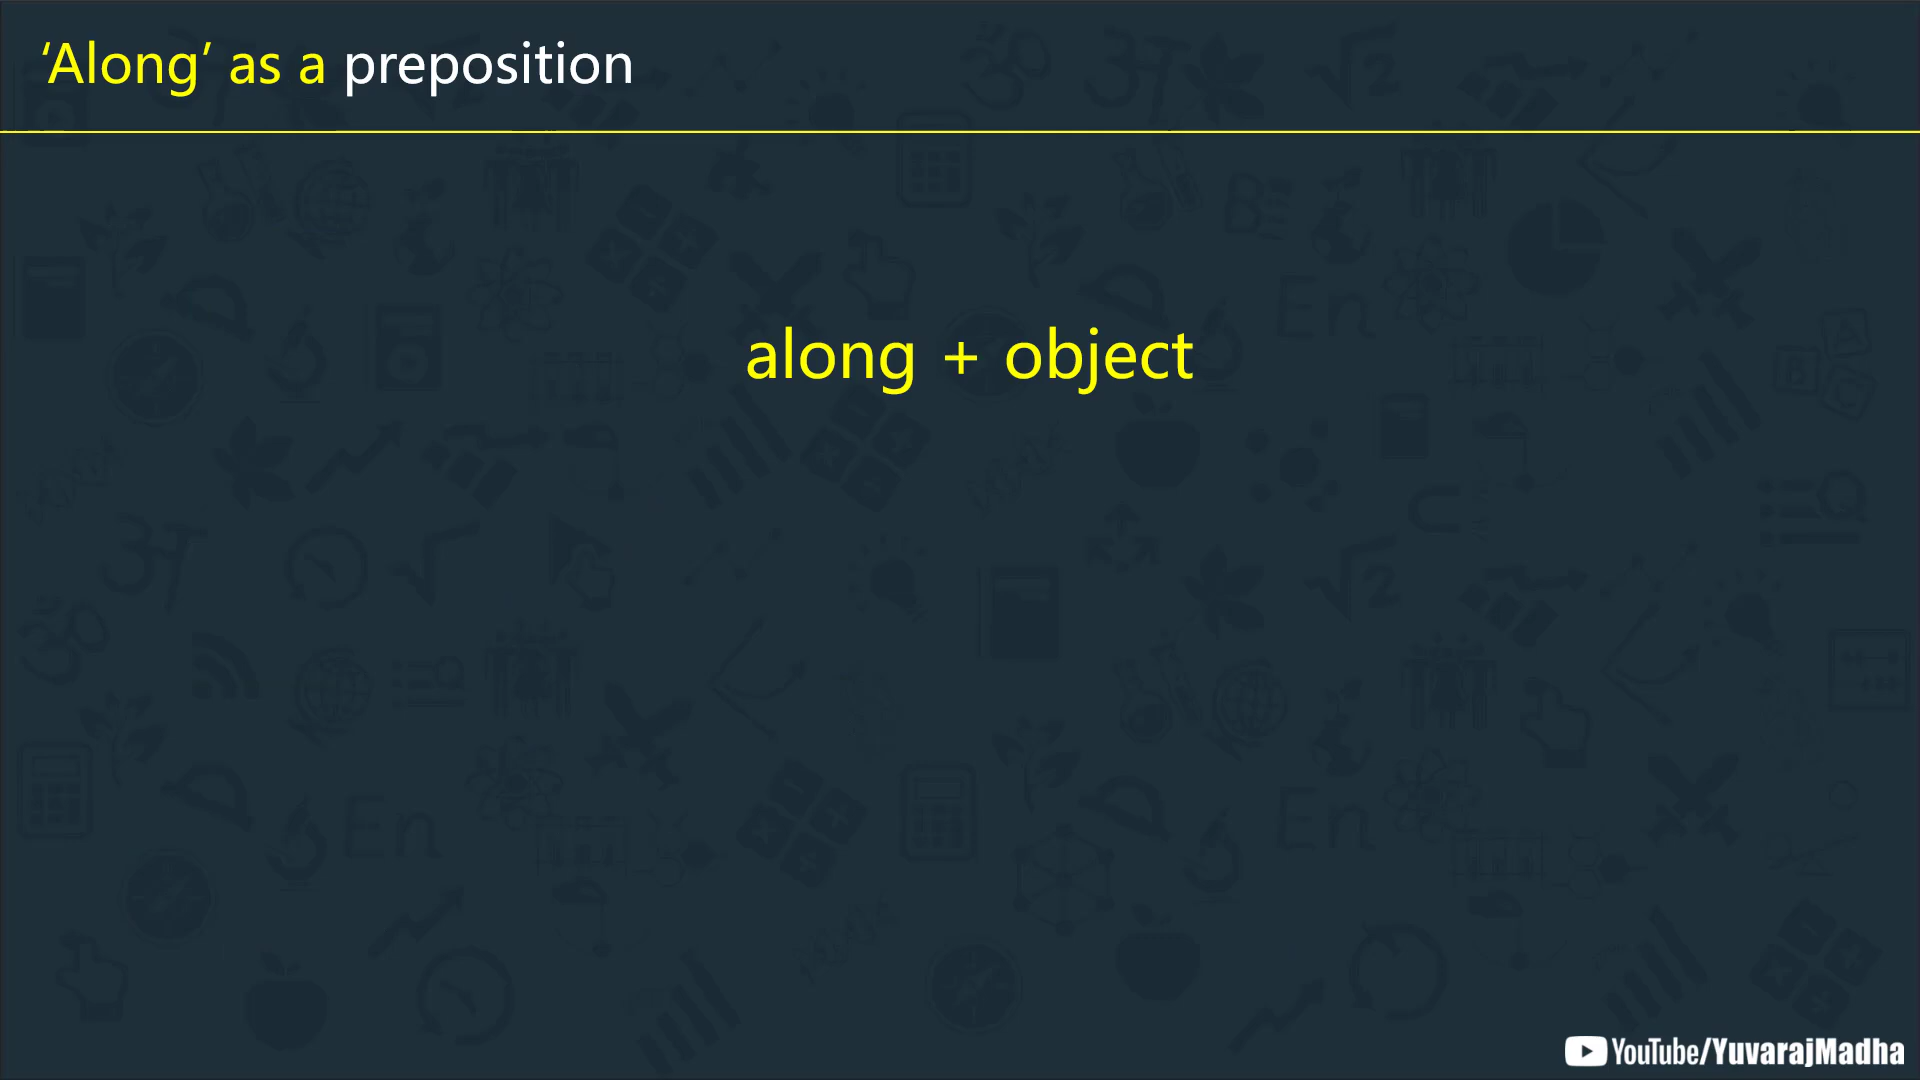 ‘Along’ as a preposition
along + object
YouTube/YuvarajMadha